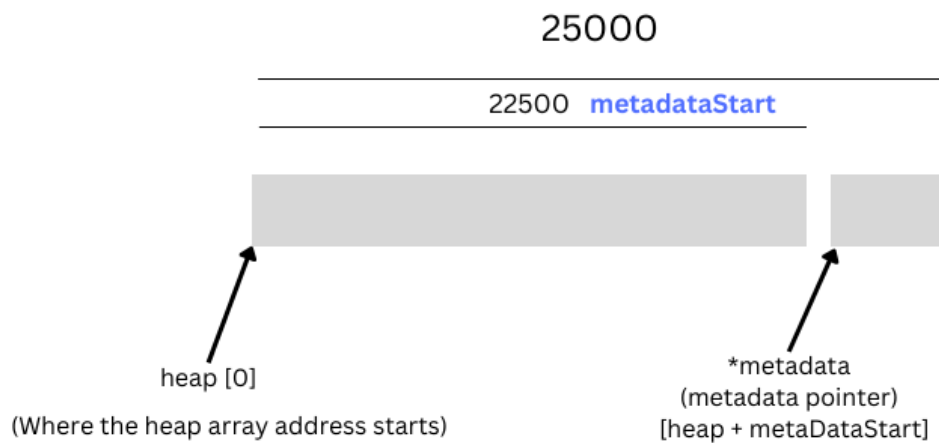 25000
22500 metadataStart
heap [0]
(Where the heap array address starts)
*metadata
(metadata pointer)
[heap + metaDataStart]